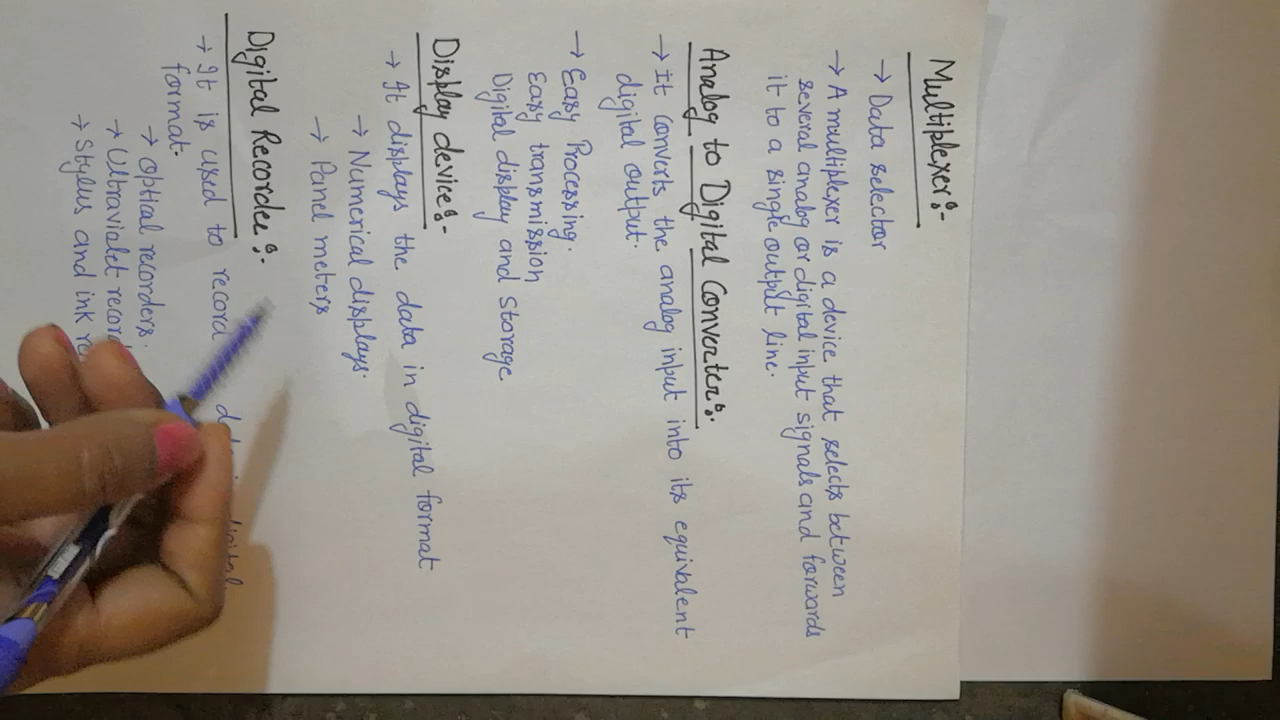 Multiplexer:-
→ Data selector
→ A multiplexer is a device that selects between
several analog or digital input signals and forwards
it to a single output line.
Analog to Digital Converter:-
→ It converts the analog input into its equivalent
digital output.
→ Easy Processing.
Easy transmission
Digital display and storage
Display device:-
→ It displays the data in digital format
→ Numerical displays.
→ Panel meters
Digital Recorder:-
→ It is used to record digital
format.
→ optial recorders.
→ Ultraviolet
→ Stylus and ink